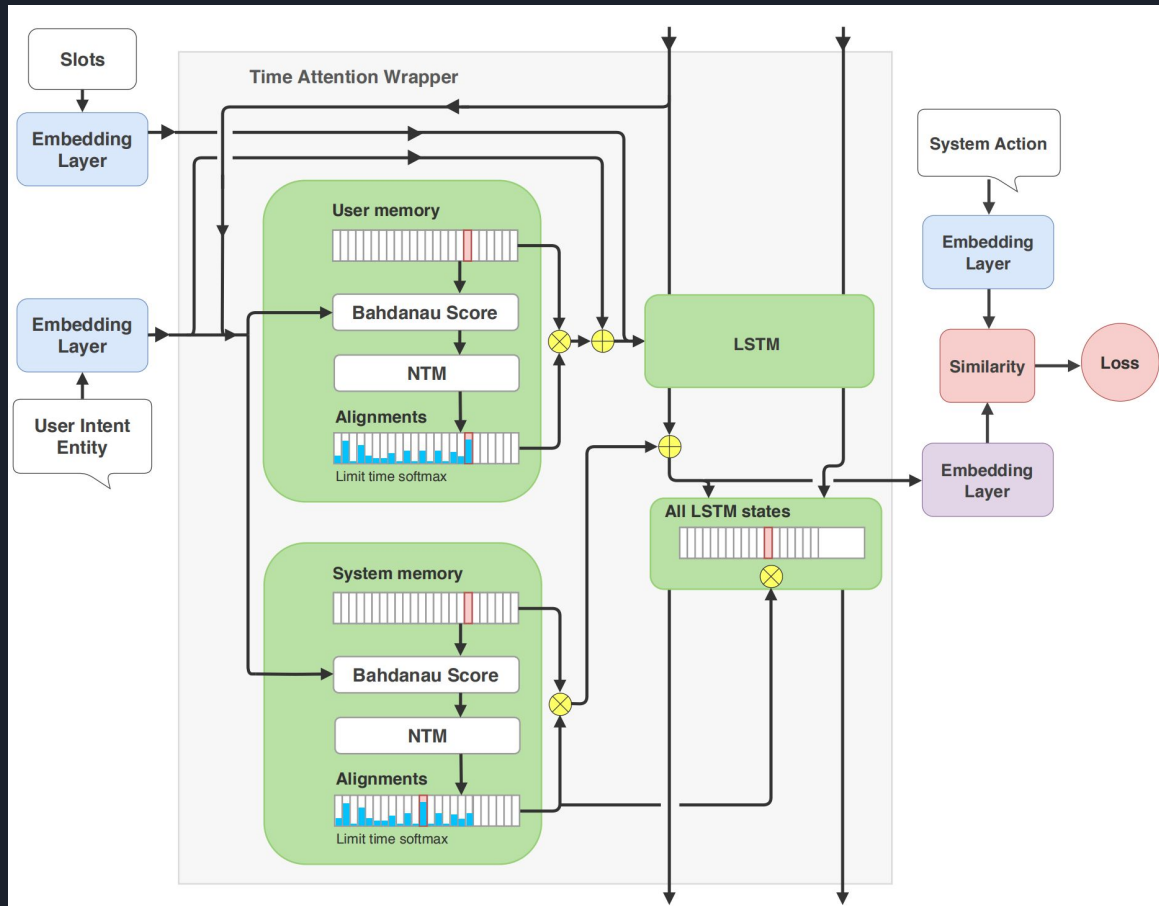 Slots
Time Attention Wrapper
Embedding
Layer
System Action
User memory
Embedding
Layer
Bahdanau Score
Embedding
Layer
LSTM
NTM
Similarity
Loss
Alignments
User Intent
Entity
Limit time softmax
Embedding
Layer
All LSTM states
System memory
Bahdanau Score
NTM
Alignments
Limit time softmax